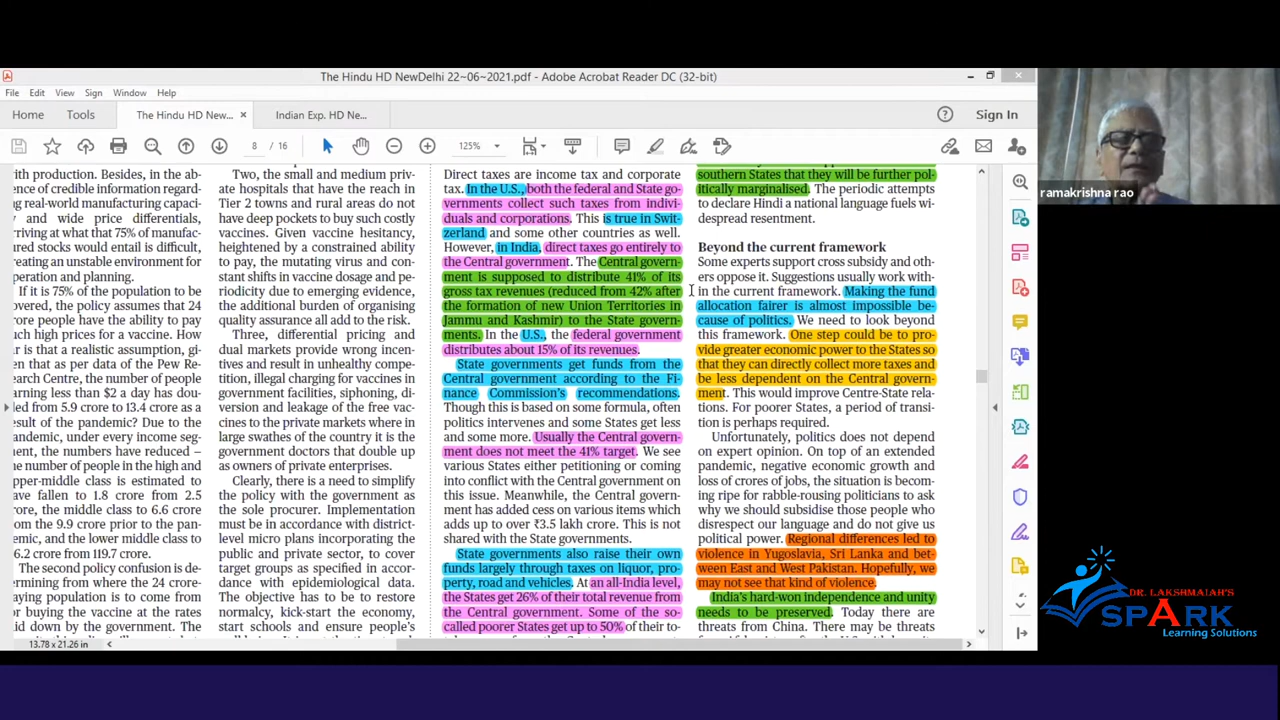 The Hindu HD NewDelhi 22~06~2021.pdf - Adobe Acrobat Reader DC (32-bit)
File Edit View Sign Window Help
Home Tools The Hindu HD New... × Indian Exp. HD Ne... Sign In
8 / 16 125%
ith production. Besides, in the ab-
ence of credible information regard-
g real-world manufacturing capaci-
y and wide price differentials,
rriving at what that 75% of manufac-
ured stocks would entail is difficult,
reating an unstable environment for
peration and planning.
If it is 75% of the population to be
overed, the policy assumes that 24
rore people have the ability to pay
uch high prices for a vaccine. How
ir is that a realistic assumption, gi-
en that as per data of the Pew Re-
earch Centre, the number of people
arning less than $2 a day has dou-
led from 5.9 crore to 13.4 crore as a
esult of the pandemic? Due to the
andemic, under every income seg-
ent, the numbers have reduced –
he number of people in the high and
pper-middle class is estimated to
ave fallen to 1.8 crore from 2.5
rore, the middle class to 6.6 crore
rom the 9.9 crore prior to the pan-
emic, and the lower middle class to
6.2 crore from 119.7 crore.
The second policy confusion is de-
rmining from where the 24 crore-
aying population is to come from
or buying the vaccine at the rates
id down by the government. The
Two, the small and medium priv-
ate hospitals that have the reach in
Tier 2 towns and rural areas do not
have deep pockets to buy such costly
vaccines. Given vaccine hesitancy,
heightened by a constrained ability
to pay, the mutating virus and con-
stant shifts in vaccine dosage and pe-
riodicity due to emerging evidence,
the additional burden of organising
quality assurance all add to the risk.
Three, differential pricing and
dual markets provide wrong incen-
tives and result in unhealthy compe-
tition, illegal charging for vaccines in
government facilities, siphoning, di-
version and leakage of the free vac-
cines to the private markets where in
large swathes of the country it is the
government doctors that double up
as owners of private enterprises.
Clearly, there is a need to simplify
the policy with the government as
the sole procurer. Implementation
must be in accordance with district-
level micro plans incorporating the
public and private sector, to cover
target groups as specified in accor-
dance with epidemiological data.
The objective has to be to restore
normalcy, kick-start the economy,
start schools and ensure people's
Direct taxes are income tax and corporate
tax. In the U.S., both the federal and State go-
vernments collect such taxes from indivi-
duals and corporations. This is true in Swit-
zerland and some other countries as well.
However, in India, direct taxes go entirely to
the Central government. The Central govern-
ment is supposed to distribute 41% of its
gross tax revenues (reduced from 42% after
the formation of new Union Territories in
Jammu and Kashmir) to the State govern-
ments. In the U.S., the federal government
distributes about 15% of its revenues.
State governments get funds from the
Central government according to the Fi-
nance Commission's recommendations.
Though this is based on some formula, often
politics intervenes and some States get less
and some more. Usually the Central govern-
ment does not meet the 41% target. We see
various States either petitioning or coming
into conflict with the Central government on
this issue. Meanwhile, the Central govern-
ment has added cess on various items which
adds up to over ₹3.5 lakh crore. This is not
shared with the State governments.
State governments also raise their own
funds largely through taxes on liquor, pro-
perty, road and vehicles. At an all-India level,
the States get 26% of their total revenue from
the Central government. Some of the so-
called poorer States get up to 50% of their to-
southern States that they will be further pol-
itically marginalised. The periodic attempts
to declare Hindi a national language fuels wi-
despread resentment.
Beyond the current framework
Some experts support cross subsidy and oth-
ers oppose it. Suggestions usually work with-
in the current framework. Making the fund
allocation fairer is almost impossible be-
cause of politics. We need to look beyond
this framework. One step could be to pro-
vide greater economic power to the States so
that they can directly collect more taxes and
be less dependent on the Central govern-
ment. This would improve Centre-State rela-
tions. For poorer States, a period of transi-
tion is perhaps required.
Unfortunately, politics does not depend
on expert opinion. On top of an extended
pandemic, negative economic growth and
loss of crores of jobs, the situation is becom-
ing ripe for rabble-rousing politicians to ask
why we should subsidise those people who
disrespect our language and do not give us
political power. Regional differences led to
violence in Yugoslavia, Sri Lanka and bet-
ween East and West Pakistan. Hopefully, we
may not see that kind of violence.
India's hard-won independence and unity
needs to be preserved. Today there are
threats from China. There may be threats
13.78 x 21.26 in
ramakrishna rao
DR. LAKSHMAIAH'S
SPARK
Learning Solutions